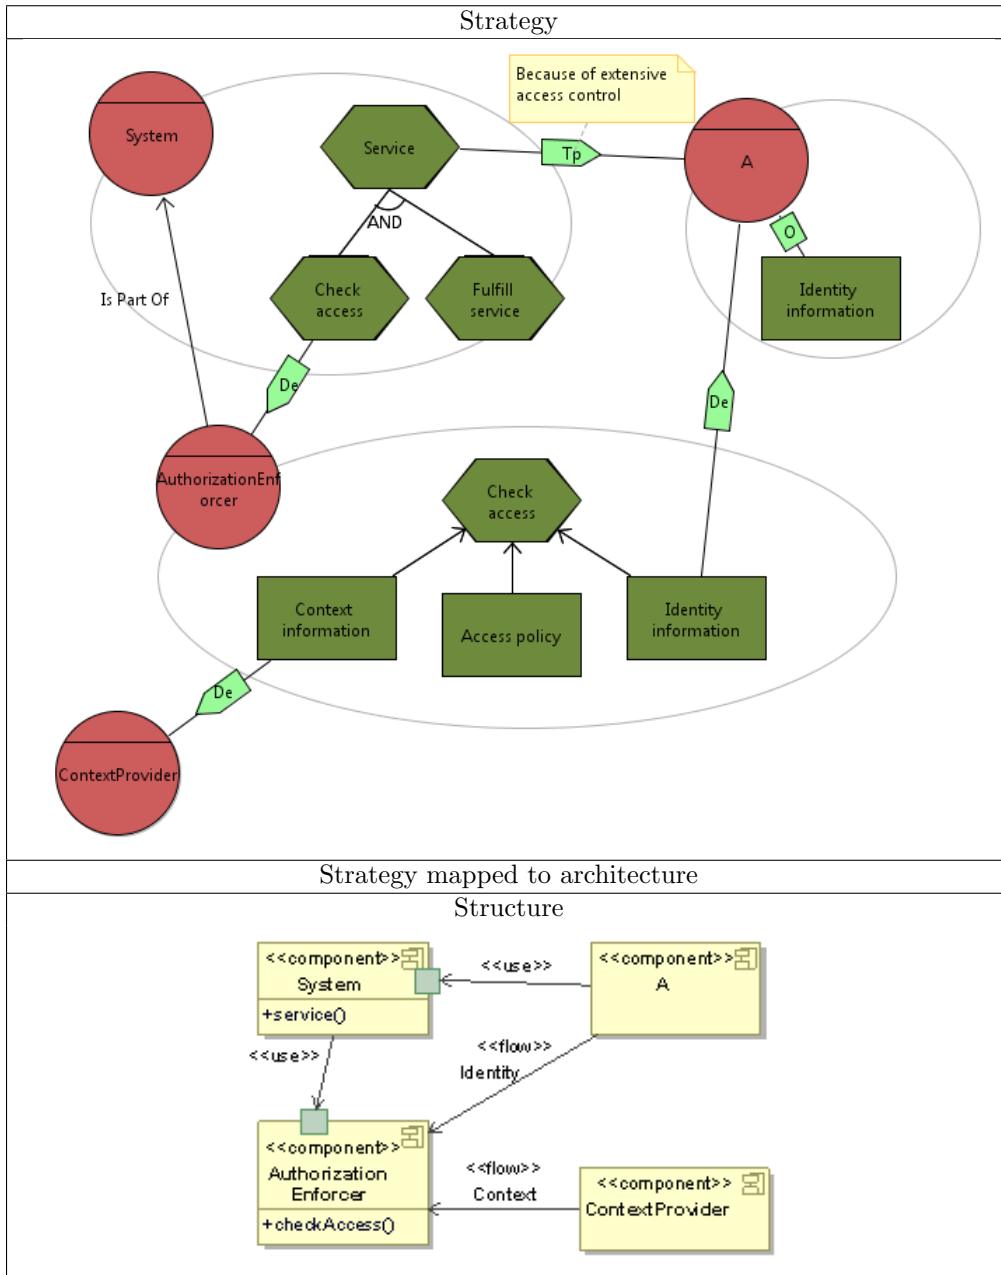 Strategy
Because of extensive
access control
System
Service
Tp
A
AND
O
Is Part Of
Check
access
Fulfill
service
Identity
information
De
De
AuthorizationEnf
orcer
Check
access
Context
information
Access policy
Identity
information
De
ContextProvider
Strategy mapped to architecture
Structure
<<component>>
System
+service()
<<use>>
<<component>>
A
<<use>>
<<flow>>
Identity
<<component>>
Authorization
Enforcer
+checkAccess()
<<flow>>
Context
<<component>>
ContextProvider